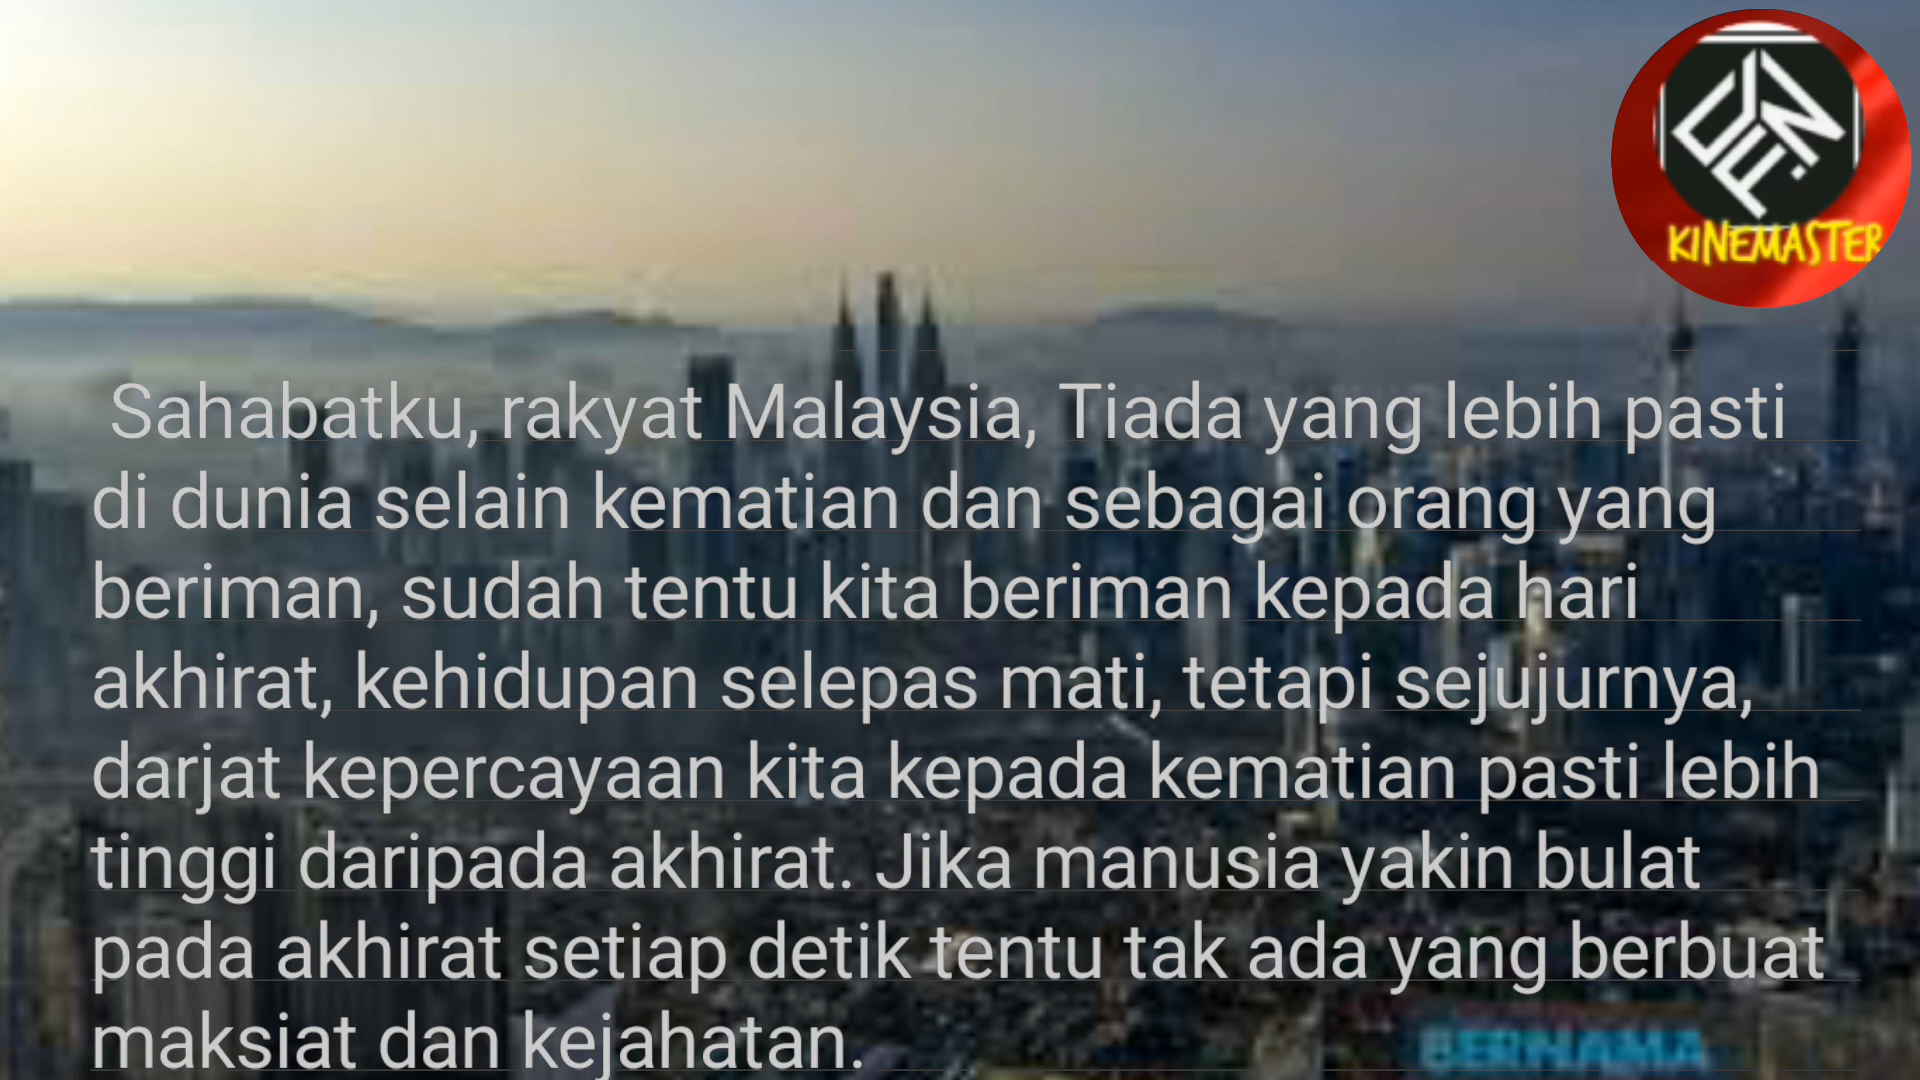 DYFN.
KINEMASTER
Sahabatku, rakyat Malaysia, Tiada yang lebih pasti
di dunia selain kematian dan sebagai orang yang
beriman, sudah tentu kita beriman kepada hari
akhirat, kehidupan selepas mati, tetapi sejujurnya,
darjat kepercayaan kita kepada kematian pasti lebih
tinggi daripada akhirat. Jika manusia yakin bulat
pada akhirat setiap detik tentu tak ada yang berbuat
maksiat dan kejahatan.
BERNAMA